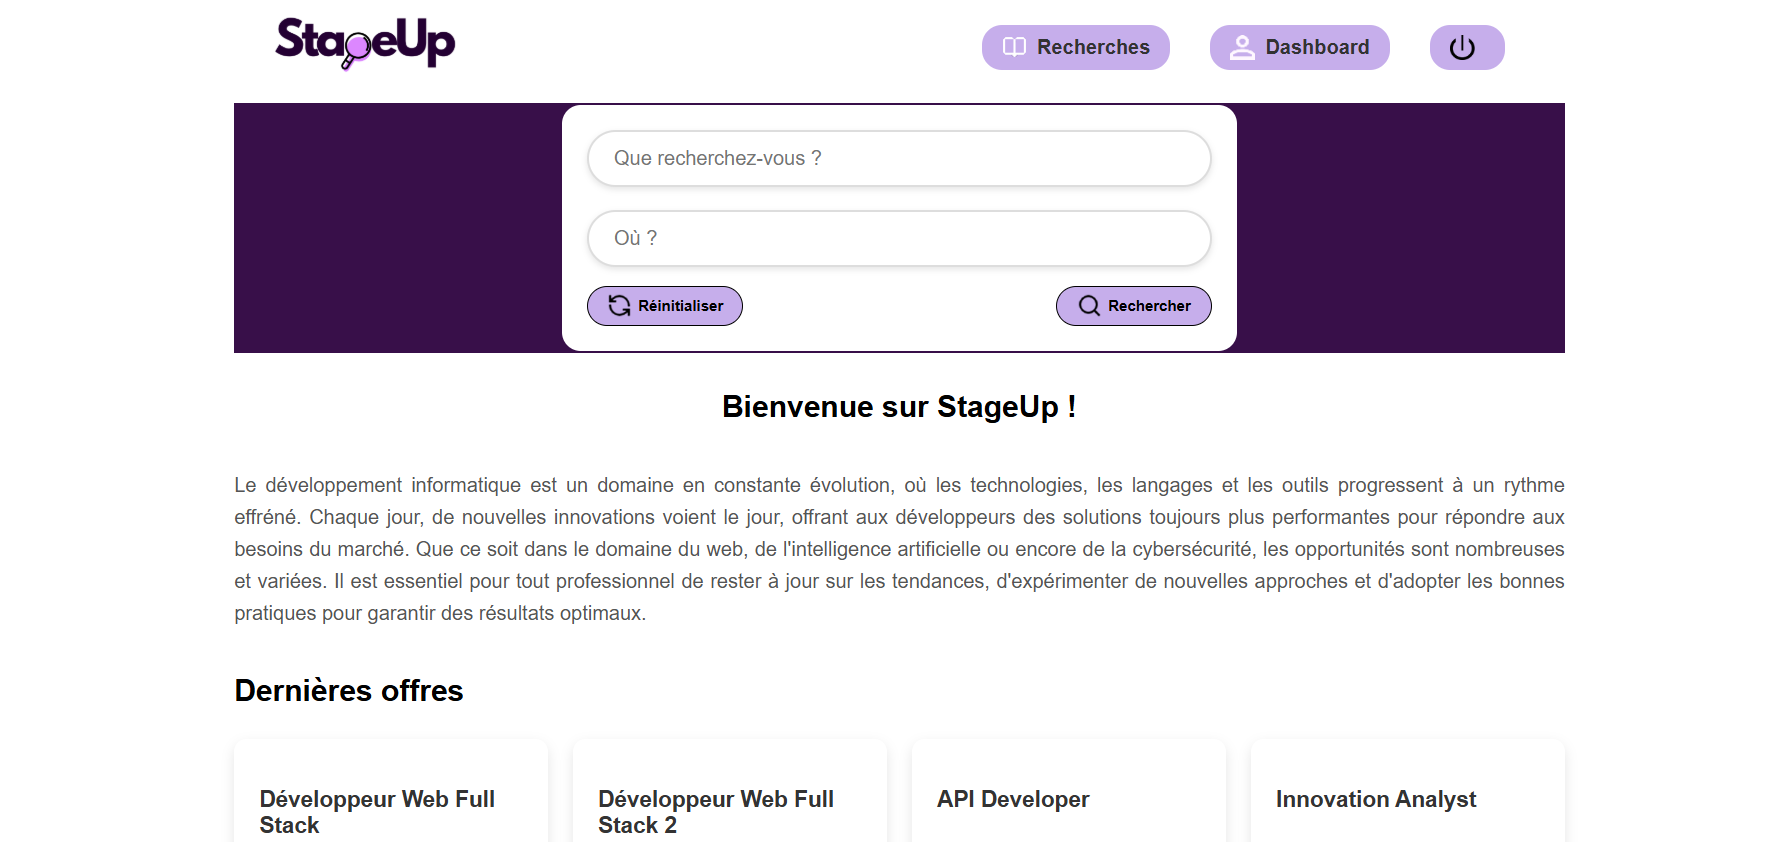 StageUp
Recherches
Dashboard
Que recherchez-vous ?
Où ?
Réinitialiser
Rechercher
Bienvenue sur StageUp !
Le développement informatique est un domaine en constante évolution, où les technologies, les langages et les outils progressent à un rythme
effréné. Chaque jour, de nouvelles innovations voient le jour, offrant aux développeurs des solutions toujours plus performantes pour répondre aux
besoins du marché. Que ce soit dans le domaine du web, de l'intelligence artificielle ou encore de la cybersécurité, les opportunités sont nombreuses
et variées. Il est essentiel pour tout professionnel de rester à jour sur les tendances, d'expérimenter de nouvelles approches et d'adopter les bonnes
pratiques pour garantir des résultats optimaux.
Dernières offres
Développeur Web Full
Stack
Développeur Web Full
Stack 2
API Developer
Innovation Analyst